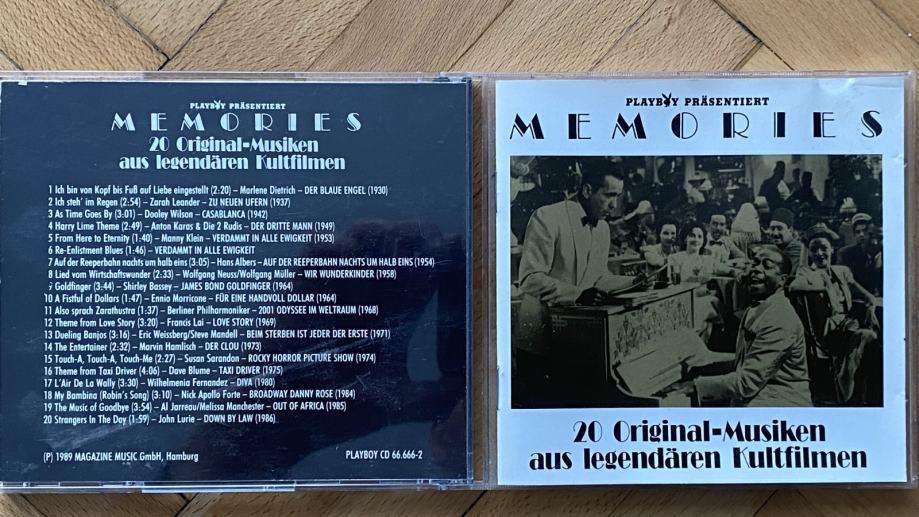 PLAYBOY PRÄSENTIERT
MEMORIES
20 Original-Musiken
aus legendären Kultfilmen
1 Ich bin von Kopf bis Fuß auf Liebe eingestellt (2:20) – Marlene Dietrich – DER BLAUE ENGEL (1930)
2 Ich steh' im Regen (2:54) – Zarah Leander – ZU NEUEN UFERN (1937)
3 As Time Goes By (3:01) – Dooley Wilson – CASABLANCA (1942)
4 Harry Lime Theme (2:49) – Anton Karas & Die 2 Rudis – DER DRITTE MANN (1949)
5 From Here to Eternity (1:40) – Manny Klein – VERDAMMT IN ALLE EWIGKEIT (1953)
6 Re-Enlistment Blues (1:46) – VERDAMMT IN ALLE EWIGKEIT
7 Auf der Reeperbahn nachts um halb eins (3:05) – Hans Albers – AUF DER REEPERBAHN NACHTS UM HALB EINS (1954)
8 Lied vom Wirtschaftswunder (2:33) – Wolfgang Neuss/Wolfgang Müller – WIR WUNDERKINDER (1958)
9 Goldfinger (3:44) – Shirley Bassey – JAMES BOND GOLDFINGER (1964)
10 A Fistful of Dollars (1:47) – Ennio Morricone – FÜR EINE HANDVOLL DOLLAR (1964)
11 Also sprach Zarathustra (1:37) – Berliner Philharmoniker – 2001 ODYSSEE IM WELTRAUM (1968)
12 Theme from Love Story (3:20) – Francis Lai – LOVE STORY (1969)
13 Dueling Banjos (3:16) – Eric Weissberg/Steve Mandell – BEIM STERBEN IST JEDER DER ERSTE (1971)
14 The Entertainer (2:32) – Marvin Hamlisch – DER CLOU (1973)
15 Touch-A, Touch-A, Touch-Me (2:27) – Susan Sarandon – ROCKY HORROR PICTURE SHOW (1974)
16 Theme from Taxi Driver (4:06) – Dave Blume – TAXI DRIVER (1975)
17 L'Air De La Wally (3:30) – Wilhelmenia Fernandez – DIVA (1980)
18 My Bambina (Robin's Song) (3:10) – Nick Apollo Forte – BROADWAY DANNY ROSE (1984)
19 The Music of Goodbye (3:54) – Al Jarreau/Melissa Manchester – OUT OF AFRICA (1985)
20 Strangers In The Day (1:59) – John Lurie – DOWN BY LAW (1986)
(P) 1989 MAGAZINE MUSIC GmbH, Hamburg
PLAYBOY CD 66.666-2
PLAYBOY PRÄSENTIERT
MEMORIES
20 Original-Musiken
aus legendären Kultfilmen